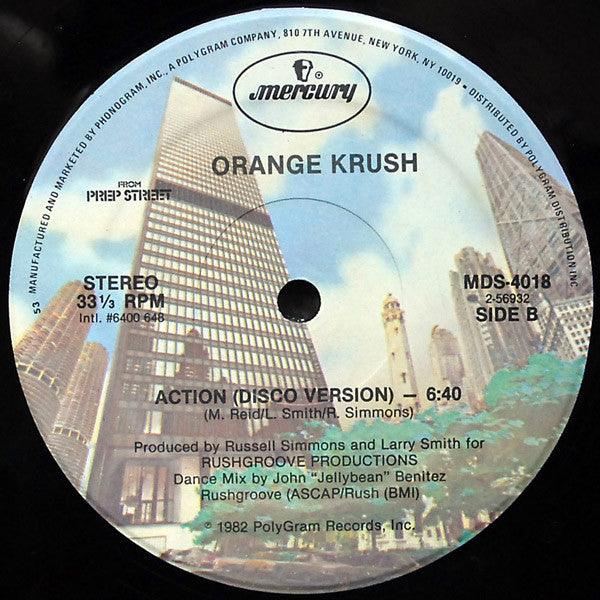 53 MANUFACTURED AND MARKETED BY PHONOGRAM, INC., A POLYGRAM COMPANY, 810 7TH AVENUE, NEW YORK, NY 10019 • DISTRIBUTED BY POLYGRAM DISTRIBUTION INC
mercury
ORANGE KRUSH
FROM
PREP STREET
STEREO
33 1/3 RPM
Intl. #6400 648
MDS-4018
2-56932
SIDE B
ACTION (DISCO VERSION) — 6:40
(M. Reid/L. Smith/R. Simmons)
Produced by Russell Simmons and Larry Smith for
RUSHGROOVE PRODUCTIONS
Dance Mix by John "Jellybean" Benitez
Rushgroove (ASCAP/Rush (BMI)
℗ 1982 PolyGram Records, Inc.